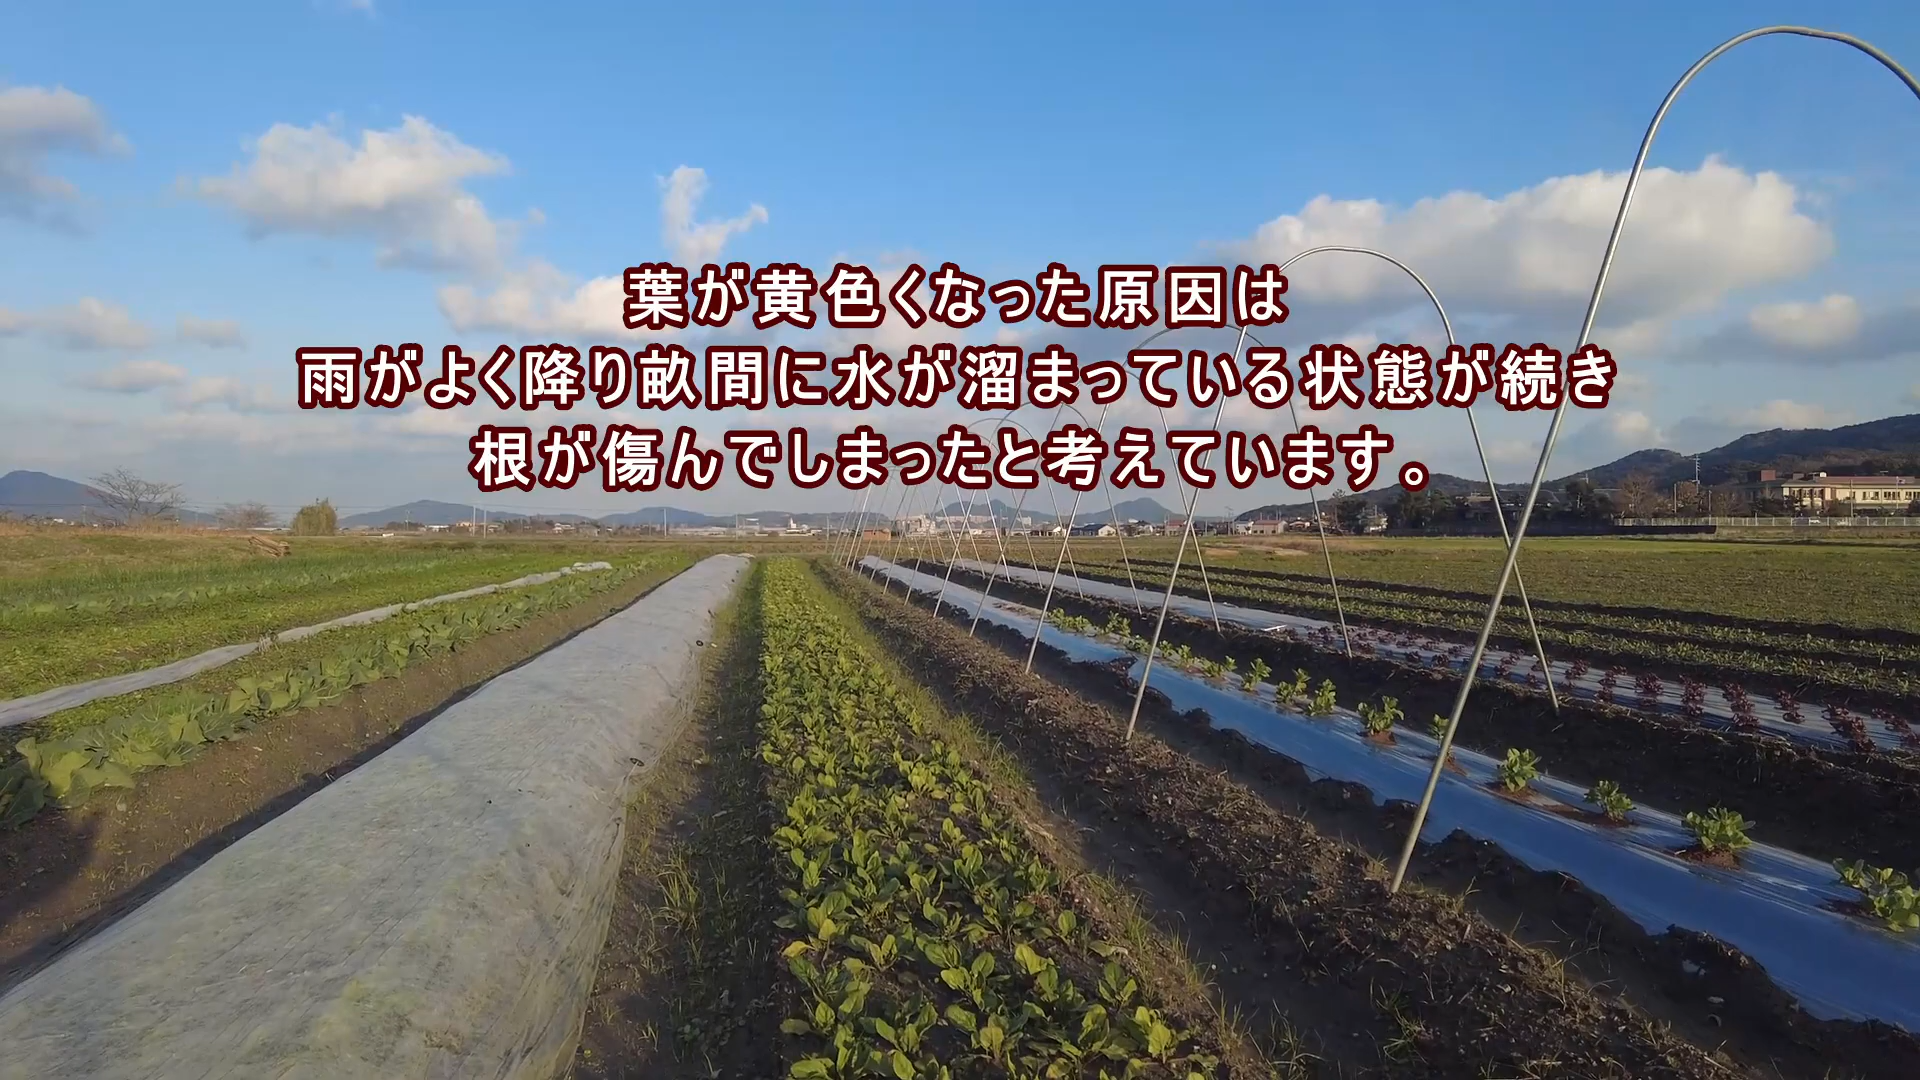 葉が黄色くなった原因は
雨がよく降り畝間に水が溜まっている状態が続き
根が傷んでしまったと考えています。